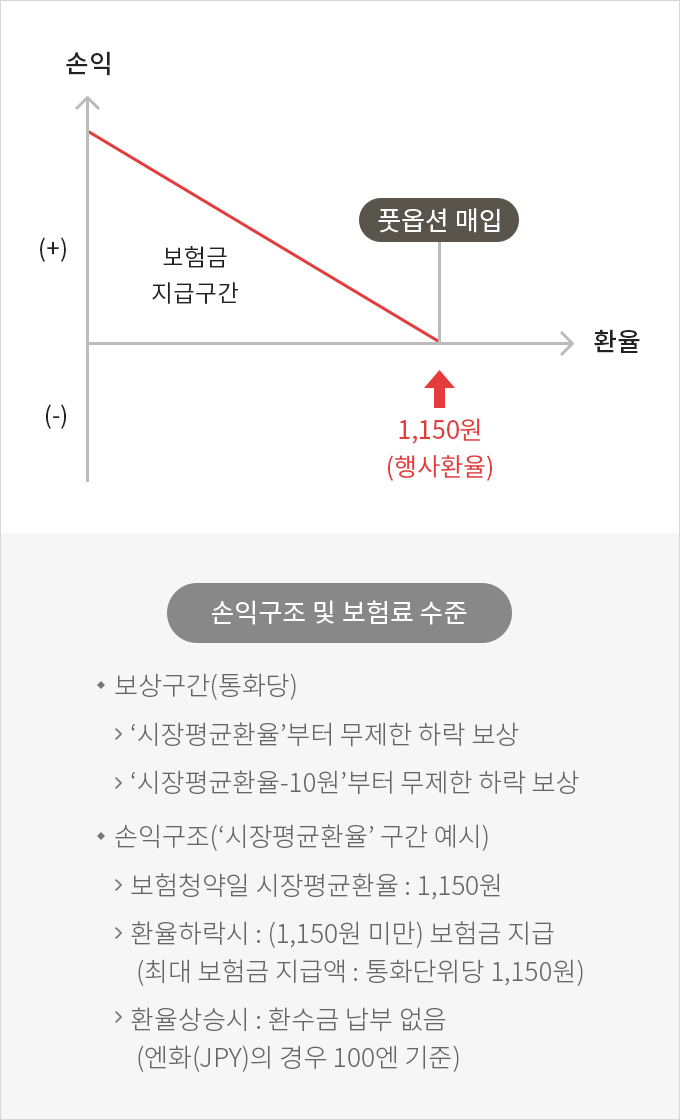 손익
풋옵션 매입
(+)
보험금
지급구간
환율
(-)
1,150원
(행사환율)
손익구조 및 보험료 수준
보상구간(통화당)
‘시장평균환율’부터 무제한 하락 보상
‘시장평균환율-10원’부터 무제한 하락 보상
손익구조(‘시장평균환율’ 구간 예시)
보험청약일 시장평균환율 : 1,150원
환율하락시 : (1,150원 미만) 보험금 지급
(최대 보험금 지급액 : 통화단위당 1,150원)
환율상승시 : 환수금 납부 없음
(엔화(JPY)의 경우 100엔 기준)